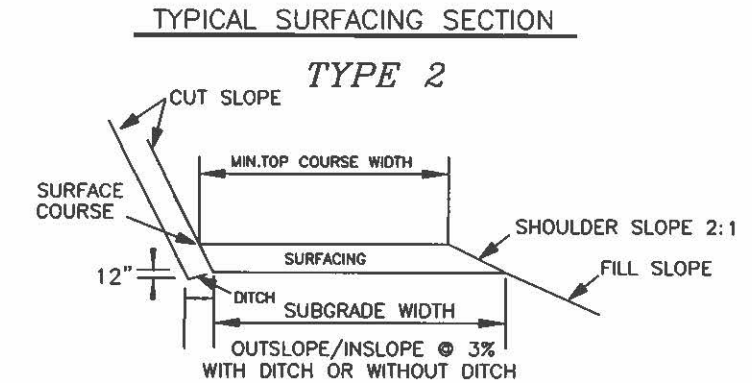 TYPICAL SURFACING SECTION
TYPE 2
CUT SLOPE
MIN.TOP COURSE WIDTH
SURFACE
COURSE
SHOULDER SLOPE 2:1
SURFACING
FILL SLOPE
12"
DITCH
SUBGRADE WIDTH
OUTSLOPE/INSLOPE @ 3%
WITH DITCH OR WITHOUT DITCH